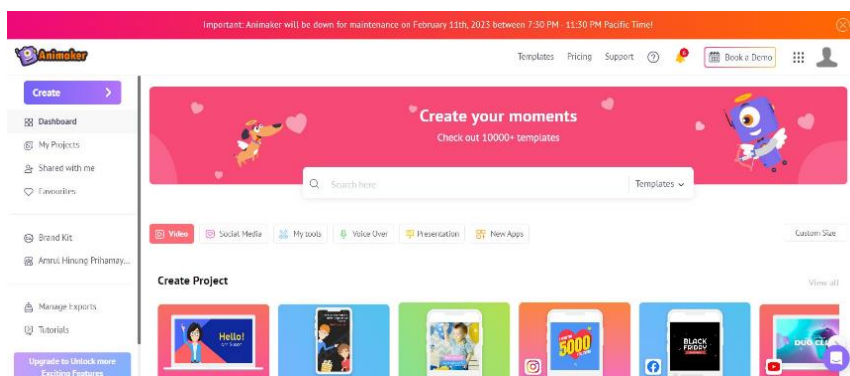 Important: Animaker will be down for maintenance on February 11th, 2023 between 7:30 PM - 11:30 PM Pacific Time!
Animaker
Templates Pricing Support ? 6 Book a Demo
Create
Dashboard
My Projects
Shared with me
Favourites
Brand Kit
Amrul Hinung Prihamay...
Manage Exports
Tutorials
Upgrade to Unlock more
Exciting Features
Create your moments
Check out 10000+ templates
Search here
Templates
Video Social Media My tools Voice Over Presentation New Apps Custom Size
Create Project View all
Hello!
5000
BLACK
FRIDAY